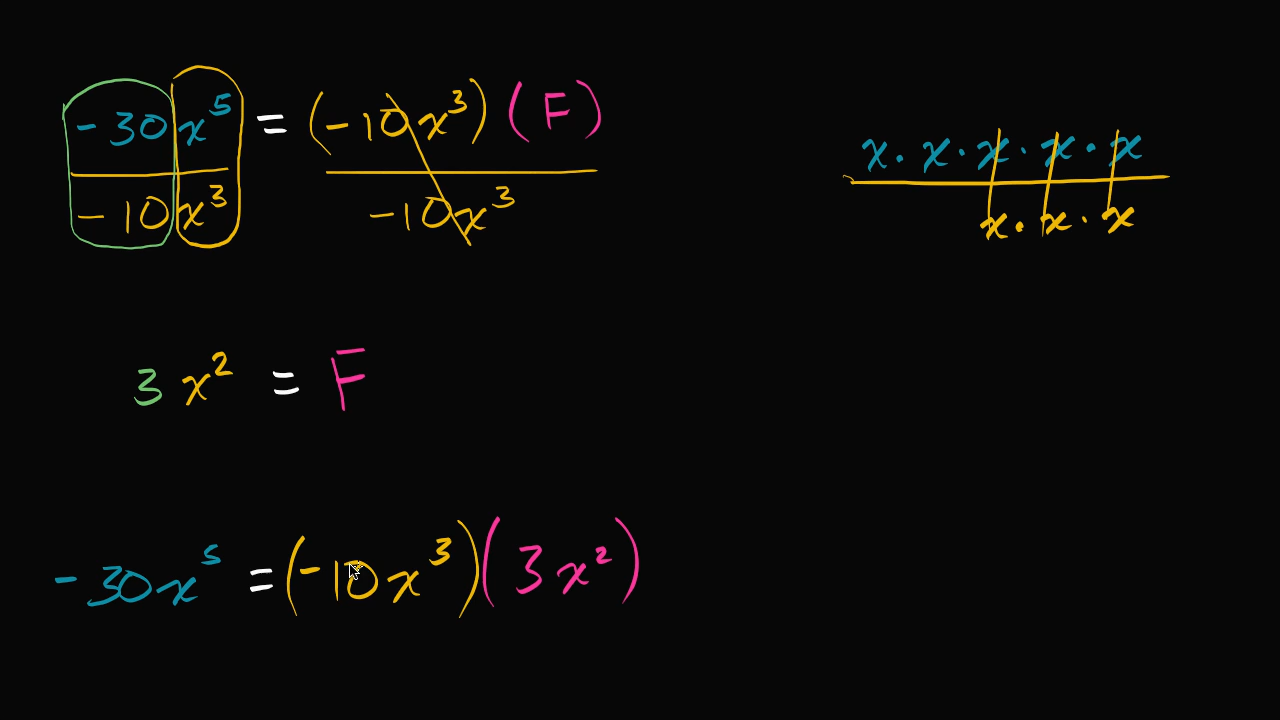 -30x⁵ = (-10x³)(F)
-10x³ -10x³
x · x · x · x · x
x · x · x
3x² = F
-30x⁵ = (-10x³)(3x²)